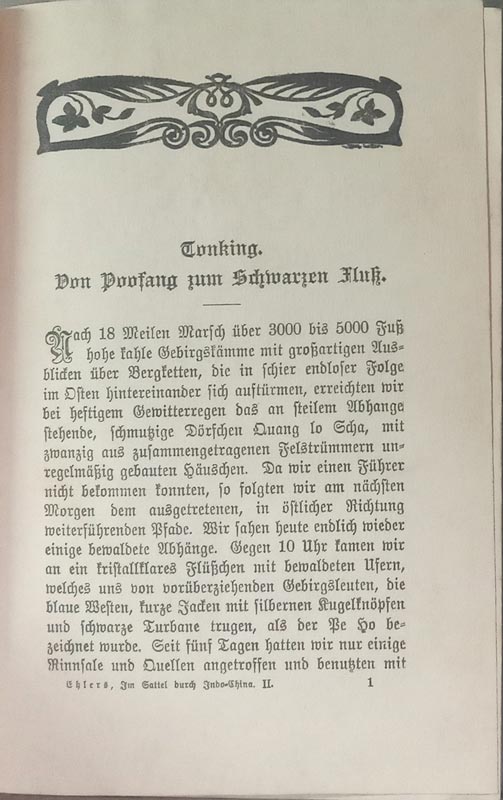 Tonking.
Von Poofang zum Schwarzen Fluß.
Nach 18 Meilen Marsch über 3000 bis 5000 Fuß
hohe kahle Gebirgskämme mit großartigen Aus-
blicken über Bergketten, die in schier endloser Folge
im Osten hintereinander sich auftürmen, erreichten wir
bei heftigem Gewitterregen das an steilem Abhange
stehende, schmutzige Dörfchen Quang lo Scha, mit
zwanzig aus zusammengetragenen Felstrümmern un-
regelmäßig gebauten Häuschen. Da wir einen Führer
nicht bekommen konnten, so folgten wir am nächsten
Morgen dem ausgetretenen, in östlicher Richtung
weiterführenden Pfade. Wir sahen heute endlich wieder
einige bewaldete Abhänge. Gegen 10 Uhr kamen wir
an ein kristallklares Flüßchen mit bewaldeten Ufern,
welches uns von vorüberziehenden Gebirgsleuten, die
blaue Westen, kurze Jacken mit silbernen Kugelknöpfen
und schwarze Turbane trugen, als der Pe Ho be-
zeichnet wurde. Seit fünf Tagen hatten wir nur einige
Rinnsale und Quellen angetroffen und benutzten mit
Ehlers, Im Sattel durch Indo-China. II. 1